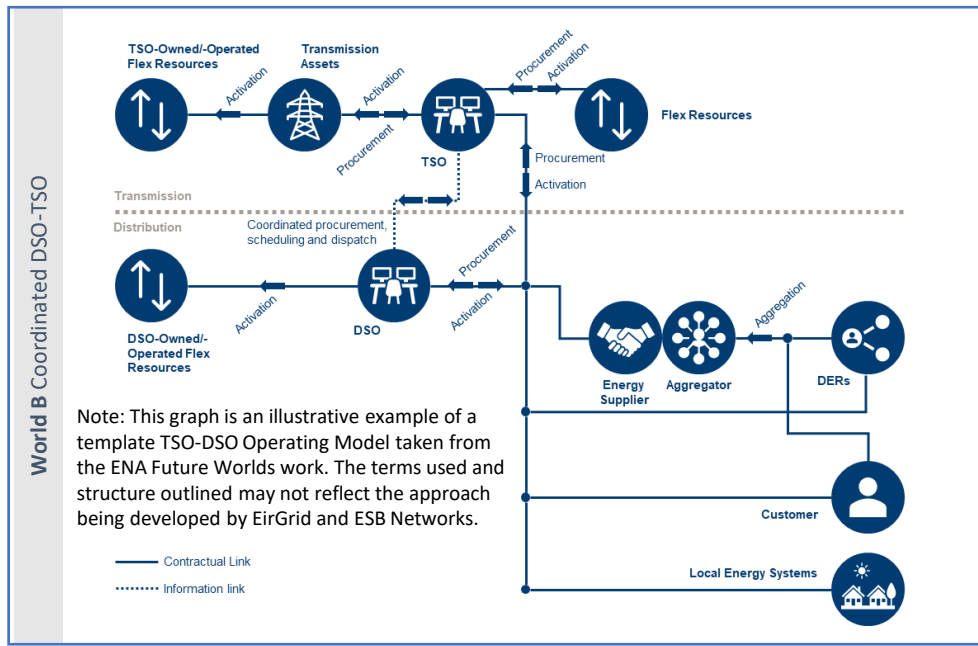 World B Coordinated DSO-TSO
TSO-Owned/-Operated
Flex Resources
Transmission
Assets
Activation
Activation
Procurement
TSO
Procurement
Activation
Flex Resources
Procurement
Activation
Transmission
Distribution
Coordinated procurement,
scheduling and dispatch
Activation
DSO
Procurement
Activation
DSO-Owned/-
Operated Flex
Resources
Energy
Supplier
Aggregator
Aggregation
DERs
Note: This graph is an illustrative example of a
template TSO-DSO Operating Model taken from
the ENA Future Worlds work. The terms used and
structure outlined may not reflect the approach
being developed by EirGrid and ESB Networks.
Customer
Contractual Link
Information link
Local Energy Systems